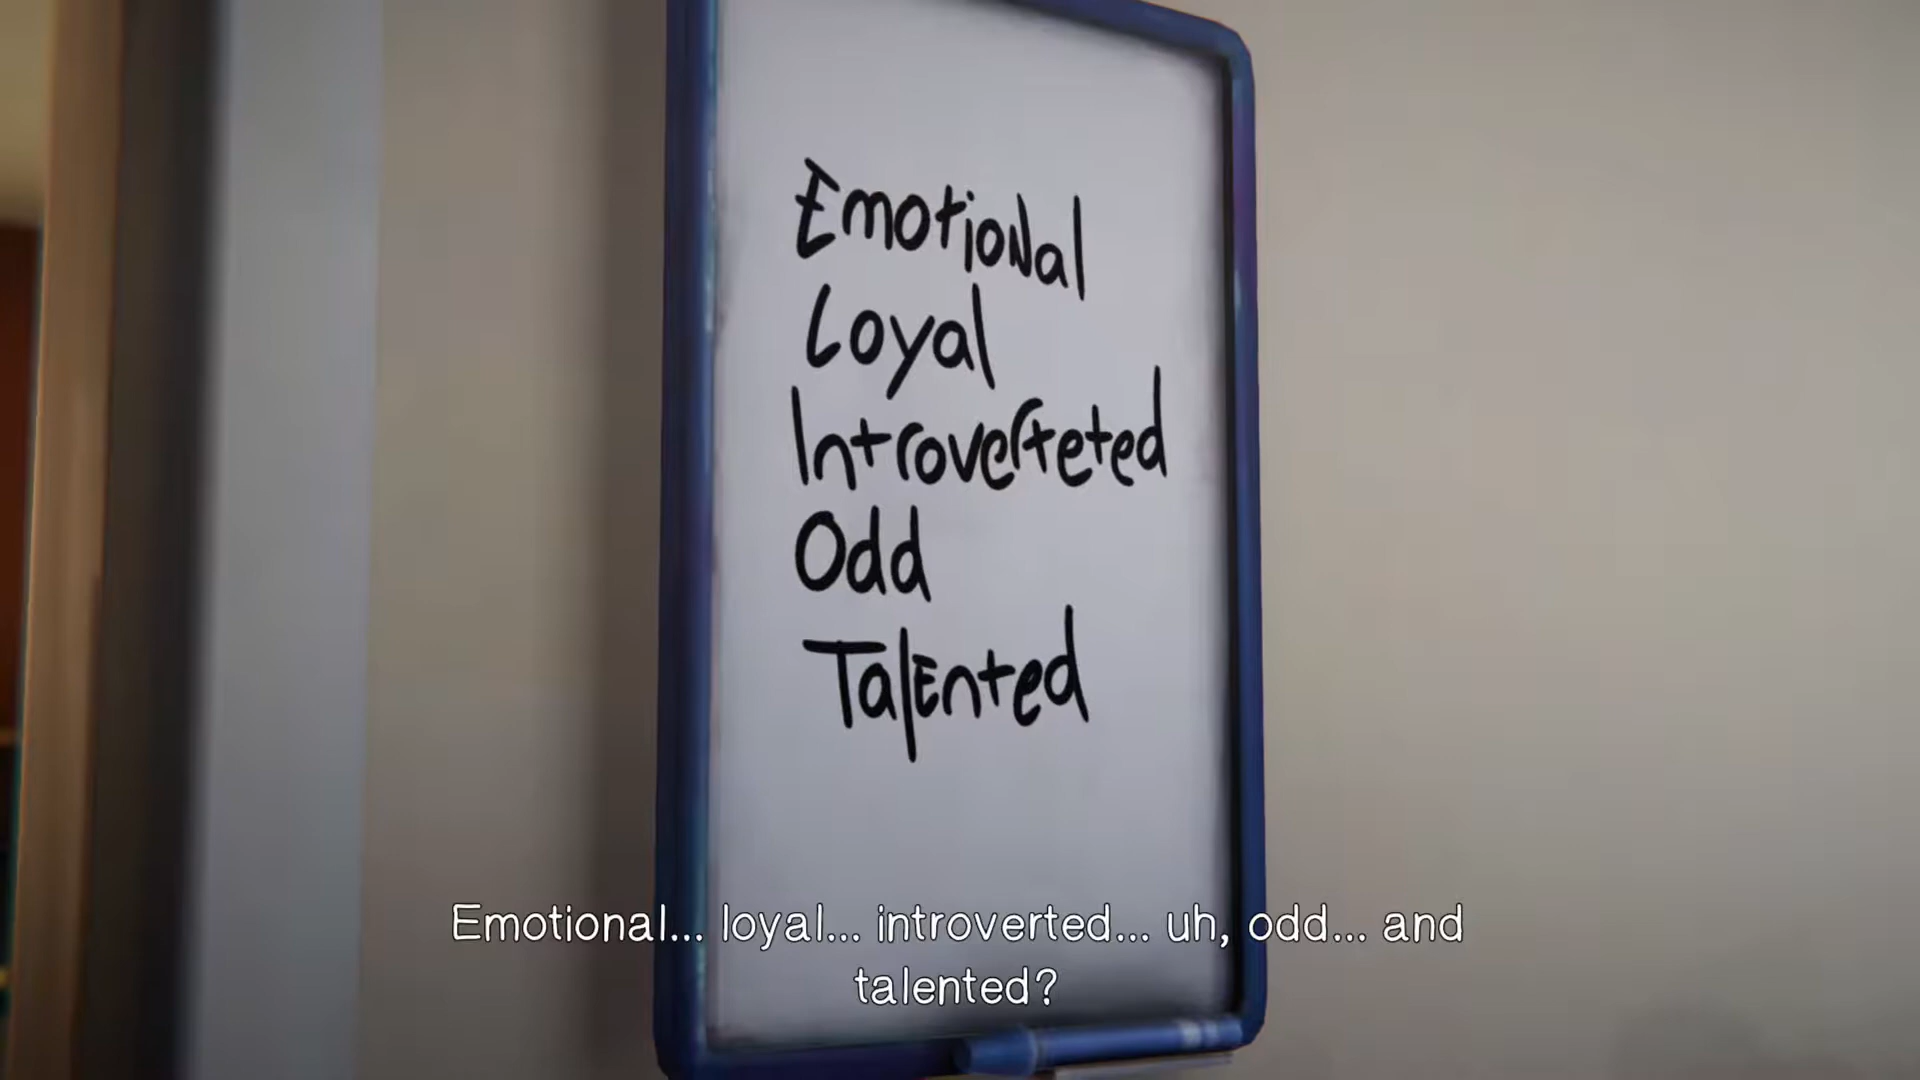 Emotional
Loyal
Introverteted
Odd
Talented
Emotional... loyal... introverted... uh, odd... and
talented?